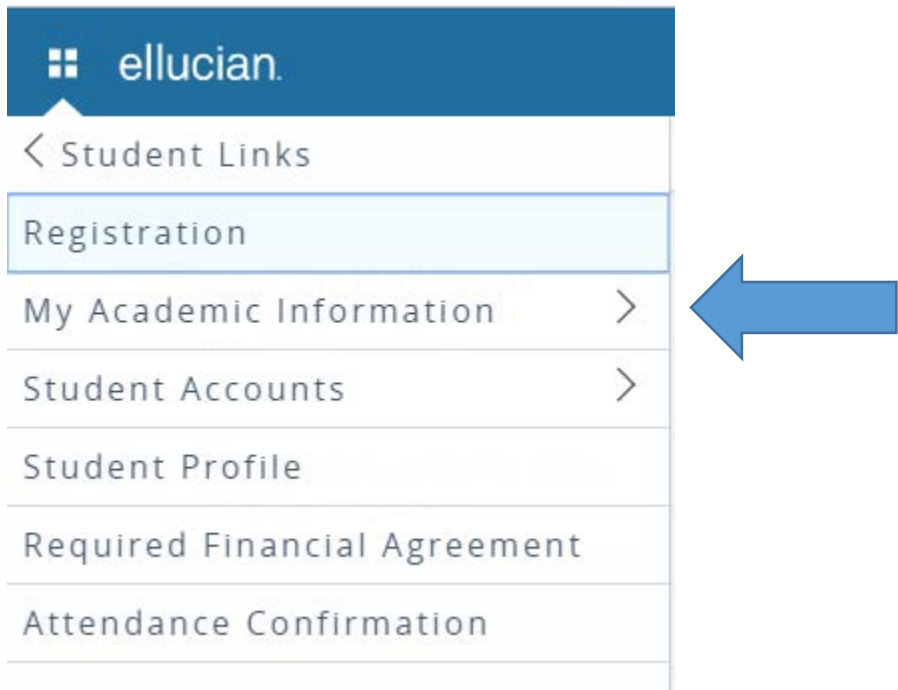 ellucian.
Student Links
Registration
My Academic Information
Student Accounts
Student Profile
Required Financial Agreement
Attendance Confirmation